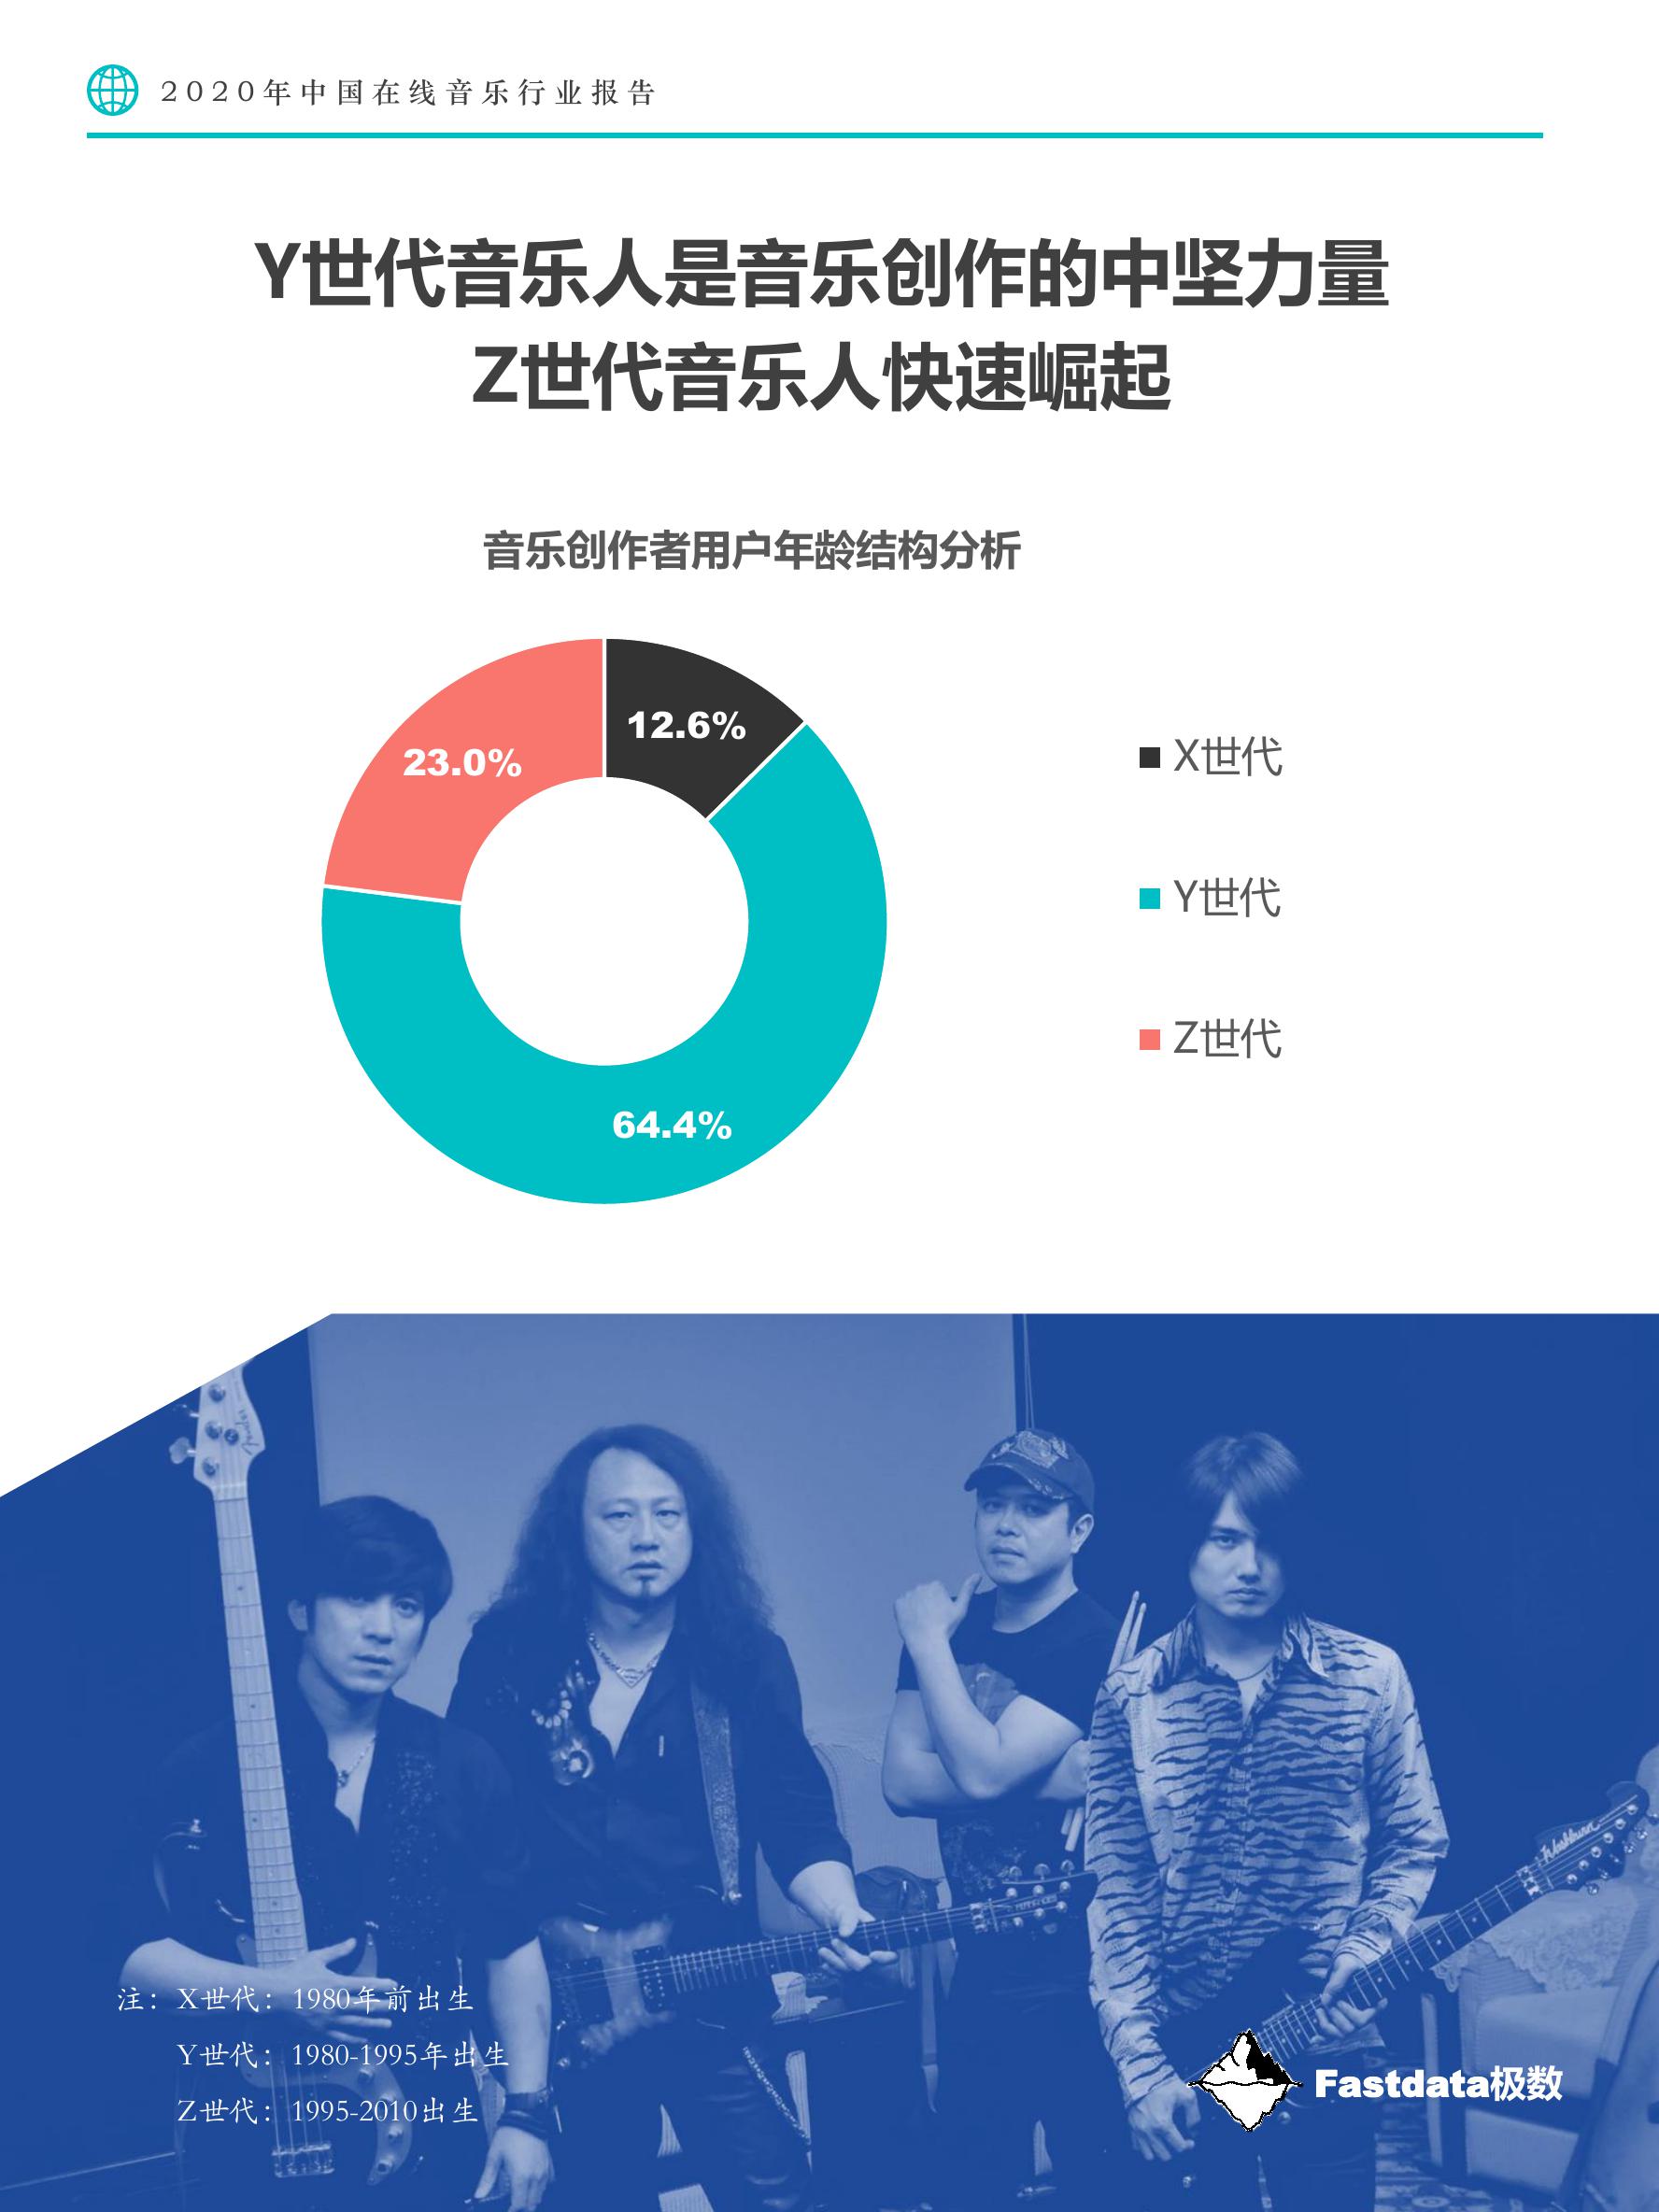 2020年中国在线音乐行业报告
Y世代音乐人是音乐创作的中坚力量
Z世代音乐人快速崛起
音乐创作者用户年龄结构分析
12.6%
23.0%
64.4%
X世代
Y世代
Z世代
Washburn
注：X世代：1980年前出生
Y世代：1980-1995年出生
Z世代：1995-2010出生
Fastdata极数